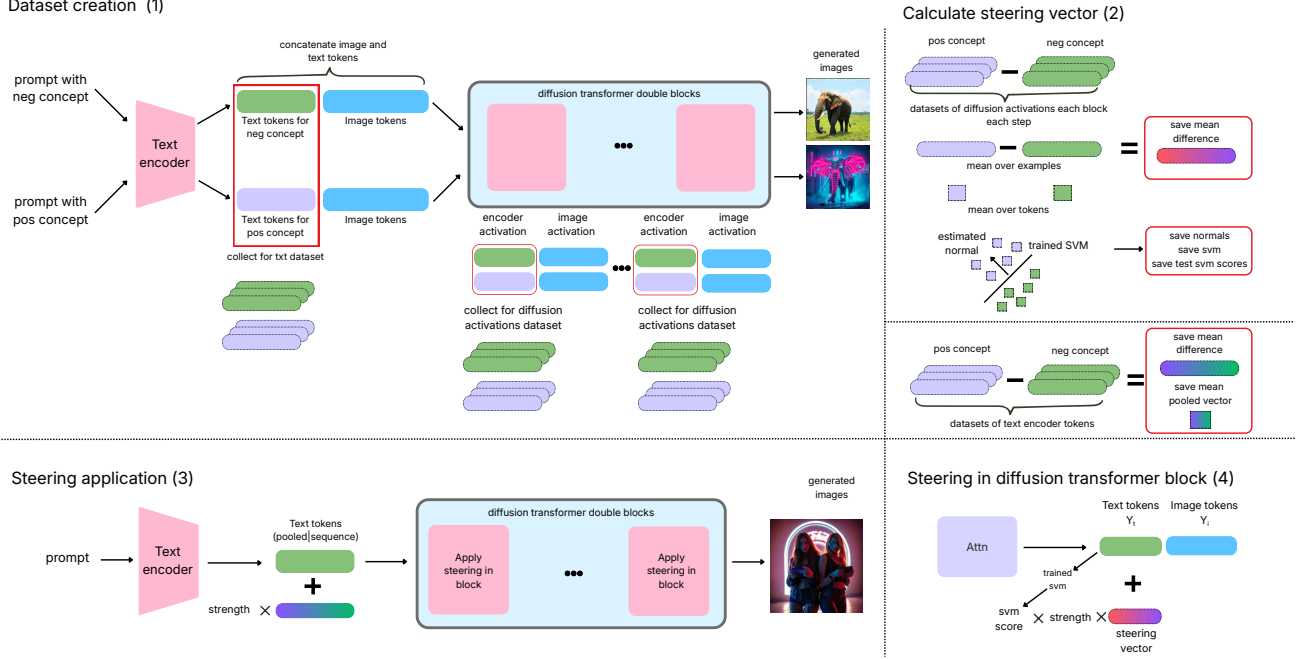 Dataset creation (1)
concatenate image and
text tokens
prompt with
neg concept
Text
encoder
prompt with
pos concept
Text tokens for
neg concept
Image tokens
Text tokens for
pos concept
Image tokens
collect for txt dataset
diffusion transformer double blocks
generated
images
encoder
activation
image
activation
encoder
activation
image
activation
collect for diffusion
activations dataset
collect for diffusion
activations dataset
Calculate steering vector (2)
pos concept
neg concept
datasets of diffusion activations each block
each step
mean over examples
save mean
difference
mean over tokens
estimated
normal
trained SVM
save normals
save svm
save test svm scores
pos concept
neg concept
datasets of text encoder tokens
save mean
difference
save mean
pooled vector
Steering application (3)
prompt
Text
encoder
Text tokens
(pooled|sequence)
+
strength ×
diffusion transformer double blocks
Apply
steering in
block
Apply
steering in
block
generated
images
Steering in diffusion transformer block (4)
Attn
Text tokens
Yₜ
Image tokens
Yᵢ
trained
svm
+
svm
score
× strength ×
steering
vector